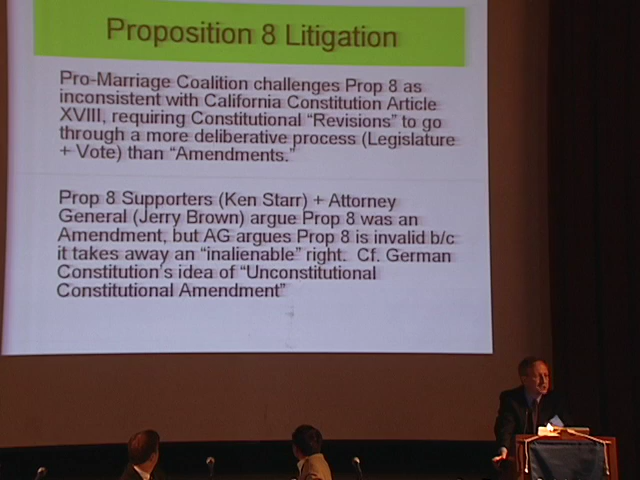 Proposition 8 Litigation
Pro-Marriage Coalition challenges Prop 8 as
inconsistent with California Constitution Article
XVIII, requiring Constitutional “Revisions” to go
through a more deliberative process (Legislature
+ Vote) than “Amendments.”
Prop 8 Supporters (Ken Starr) + Attorney
General (Jerry Brown) argue Prop 8 was an
Amendment, but AG argues Prop 8 is invalid b/c
it takes away an “inalienable” right.  Cf. German
Constitution’s idea of “Unconstitutional
Constitutional Amendment”